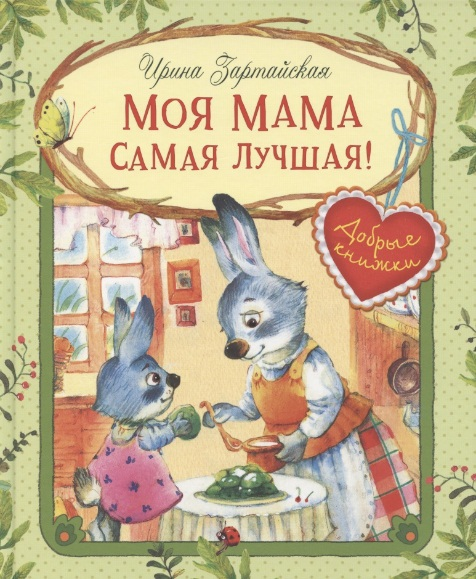 Ирина Зартайская
Моя мама
самая лучшая!
Добрые
книжки